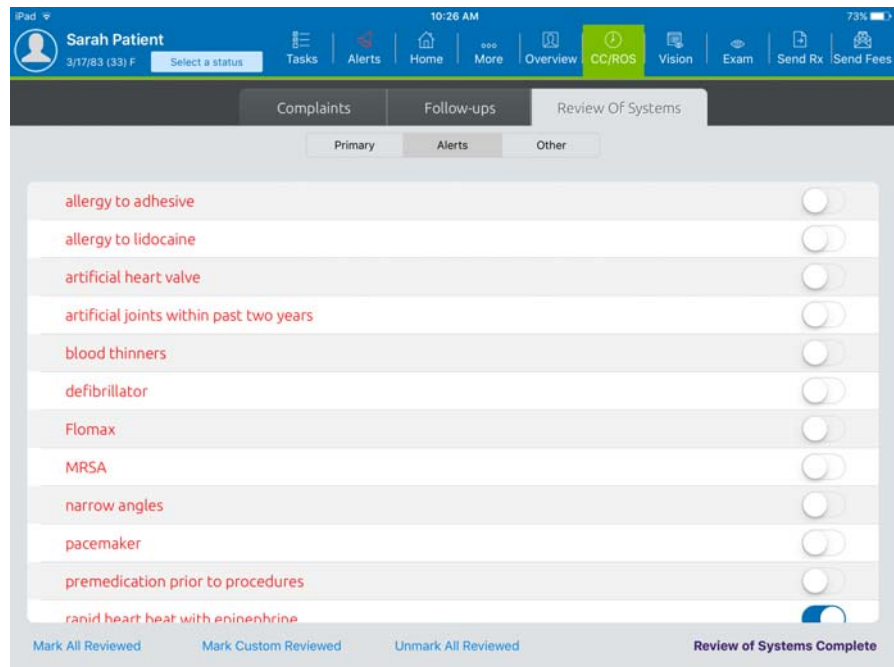 iPad 10:26 AM 73%
Sarah Patient
3/17/83 (33) F Select a status
Tasks Alerts Home More Overview CC/ROS Vision Exam Send Rx Send Fees
Complaints Follow-ups Review Of Systems
Primary Alerts Other
allergy to adhesive
allergy to lidocaine
artificial heart valve
artificial joints within past two years
blood thinners
defibrillator
Flomax
MRSA
narrow angles
pacemaker
premedication prior to procedures
rapid heart beat with epinephrine
Mark All Reviewed Mark Custom Reviewed Unmark All Reviewed Review of Systems Complete